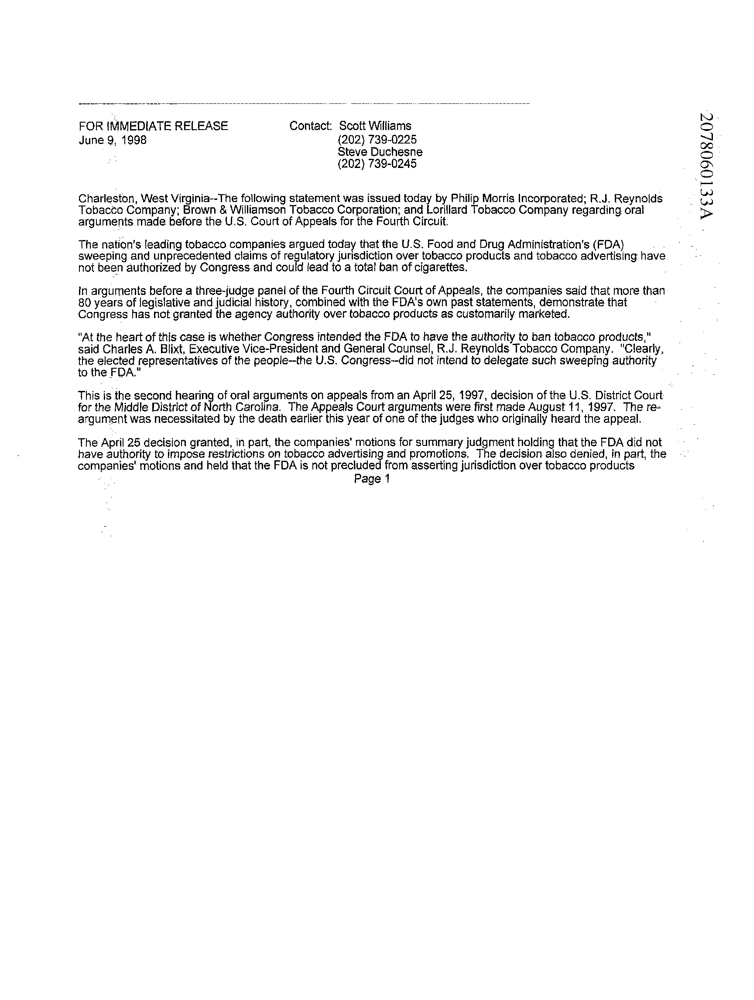 FOR IMMEDIATE RELEASE
June 9, 1998
Contact: Scott Williams
(202) 739-0225
Steve Duchesne
(202) 739-0245
2078060133A
Charleston, West Virginia--The following statement was issued today by Philip Morris Incorporated; R.J. Reynolds
Tobacco Company; Brown & Williamson Tobacco Corporation; and Lorillard Tobacco Company regarding oral
arguments made before the U.S. Court of Appeals for the Fourth Circuit.
The nation's leading tobacco companies argued today that the U.S. Food and Drug Administration's (FDA)
sweeping and unprecedented claims of regulatory jurisdiction over tobacco products and tobacco advertising have
not been authorized by Congress and could lead to a total ban of cigarettes.
In arguments before a three-judge panel of the Fourth Circuit Court of Appeals, the companies said that more than
80 years of legislative and judicial history, combined with the FDA's own past statements, demonstrate that
Congress has not granted the agency authority over tobacco products as customarily marketed.
"At the heart of this case is whether Congress intended the FDA to have the authority to ban tobacco products,"
said Charles A. Blixt, Executive Vice-President and General Counsel, R.J. Reynolds Tobacco Company. "Clearly,
the elected representatives of the people--the U.S. Congress--did not intend to delegate such sweeping authority
to the FDA."
This is the second hearing of oral arguments on appeals from an April 25, 1997, decision of the U.S. District Court
for the Middle District of North Carolina. The Appeals Court arguments were first made August 11, 1997. The re-
argument was necessitated by the death earlier this year of one of the judges who originally heard the appeal.
The April 25 decision granted, in part, the companies' motions for summary judgment holding that the FDA did not
have authority to impose restrictions on tobacco advertising and promotions. The decision also denied, in part, the
companies' motions and held that the FDA is not precluded from asserting jurisdiction over tobacco products
Page 1